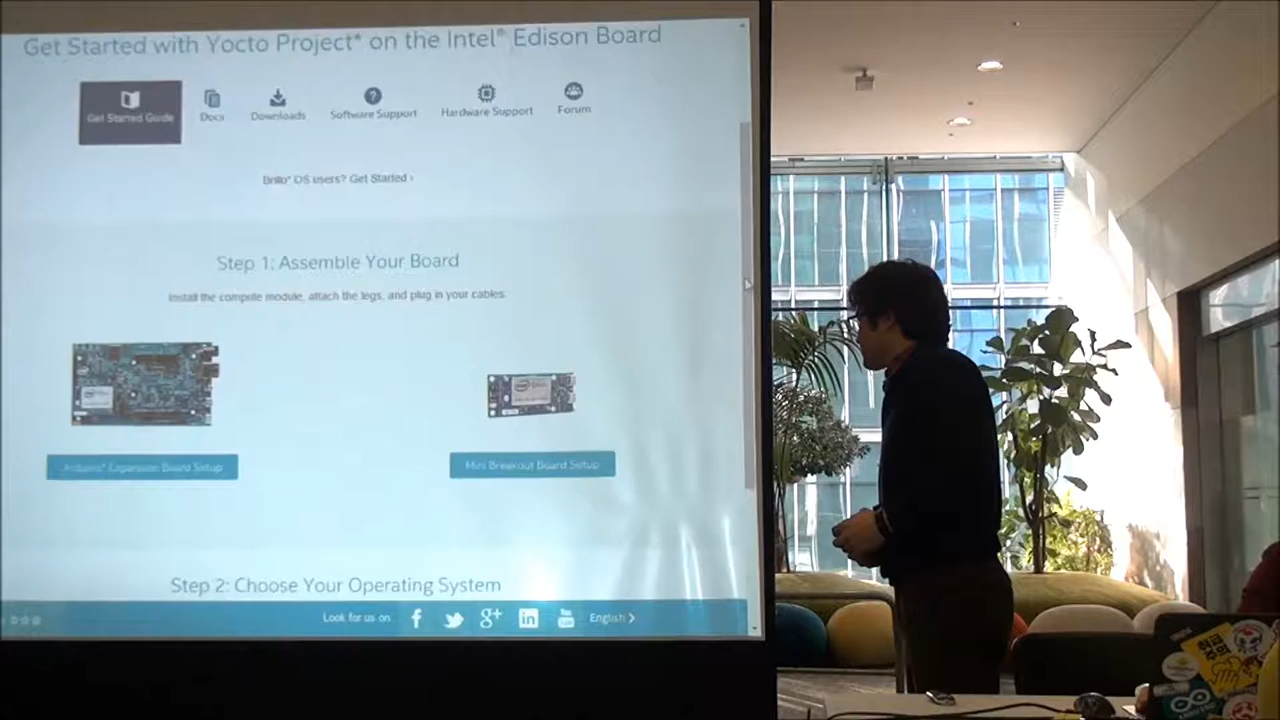 Get Started with Yocto Project* on the Intel® Edison Board
Get Started Guide
Docs
Downloads
Software Support
Hardware Support
Forum
Brillo* OS users? Get Started ›
Step 1: Assemble Your Board
Install the compute module, attach the legs, and plug in your cables.
Arduino* Expansion Board Setup
Mini Breakout Board Setup
Step 2: Choose Your Operating System
Look for us on
English >